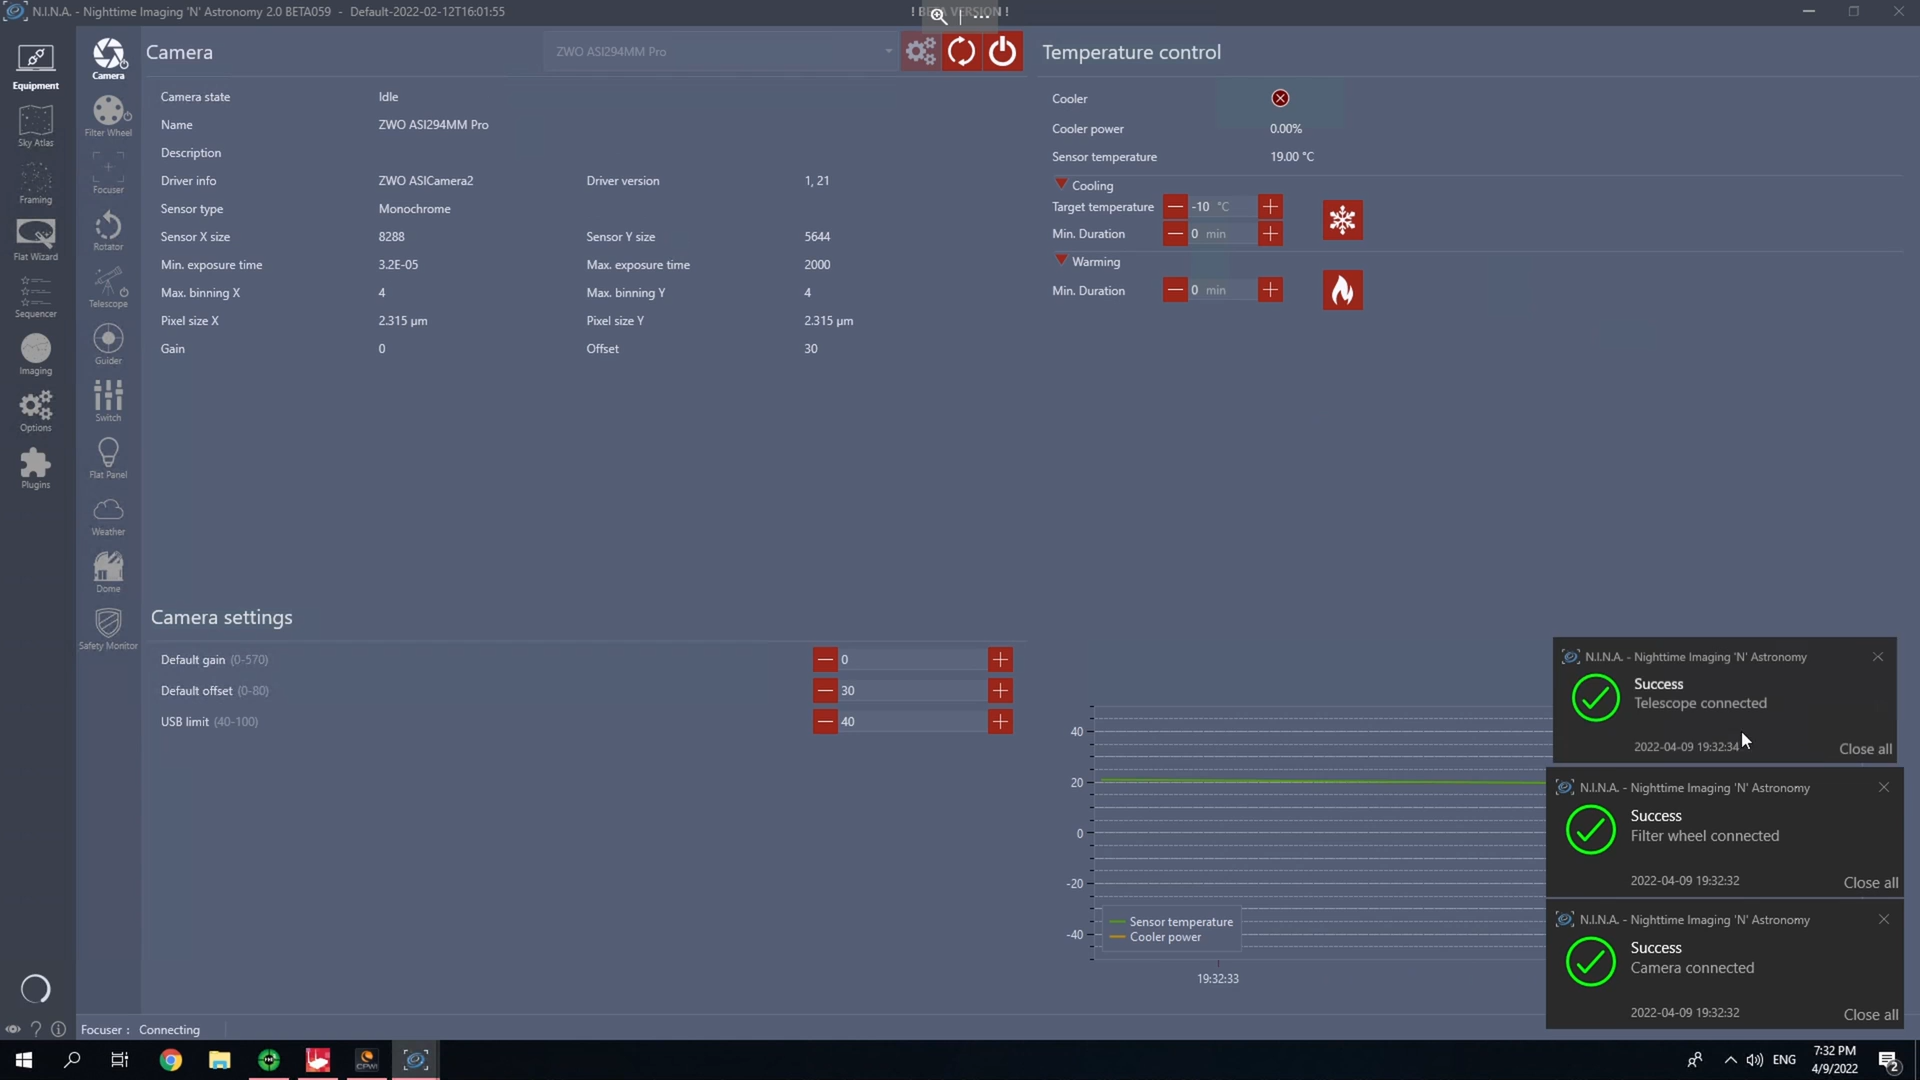 N.I.N.A. - Nighttime Imaging 'N' Astronomy 2.0 BETA059 - Default-2022-02-12T16:01:55
! BETA VERSION !
Equipment
Sky Atlas
Framing
Flat Wizard
Sequencer
Imaging
Options
Plugins
Camera
Filter Wheel
Focuser
Rotator
Telescope
Guider
Switch
Flat Panel
Weather
Dome
Safety Monitor
Camera
ZWO ASI294MM Pro
Camera state Idle
Name ZWO ASI294MM Pro
Description
Driver info ZWO ASICamera2 Driver version 1, 21
Sensor type Monochrome
Sensor X size 8288 Sensor Y size 5644
Min. exposure time 3.2E-05 Max. exposure time 2000
Max. binning X 4 Max. binning Y 4
Pixel size X 2.315 µm Pixel size Y 2.315 µm
Gain 0 Offset 30
Temperature control
Cooler
Cooler power 0.00%
Sensor temperature 19.00 °C
Cooling
Target temperature -10 °C
Min. Duration 0 min
Warming
Min. Duration 0 min
Camera settings
Default gain (0-570) 0
Default offset (0-80) 30
USB limit (40-100) 40
40
20
0
-20
-40
Sensor temperature
Cooler power
19:32:33
N.I.N.A. - Nighttime Imaging 'N' Astronomy
Success
Telescope connected
2022-04-09 19:32:34 Close all
N.I.N.A. - Nighttime Imaging 'N' Astronomy
Success
Filter wheel connected
2022-04-09 19:32:32 Close all
N.I.N.A. - Nighttime Imaging 'N' Astronomy
Success
Camera connected
2022-04-09 19:32:32 Close all
Focuser : Connecting
CPWI
ENG
7:32 PM
4/9/2022
2